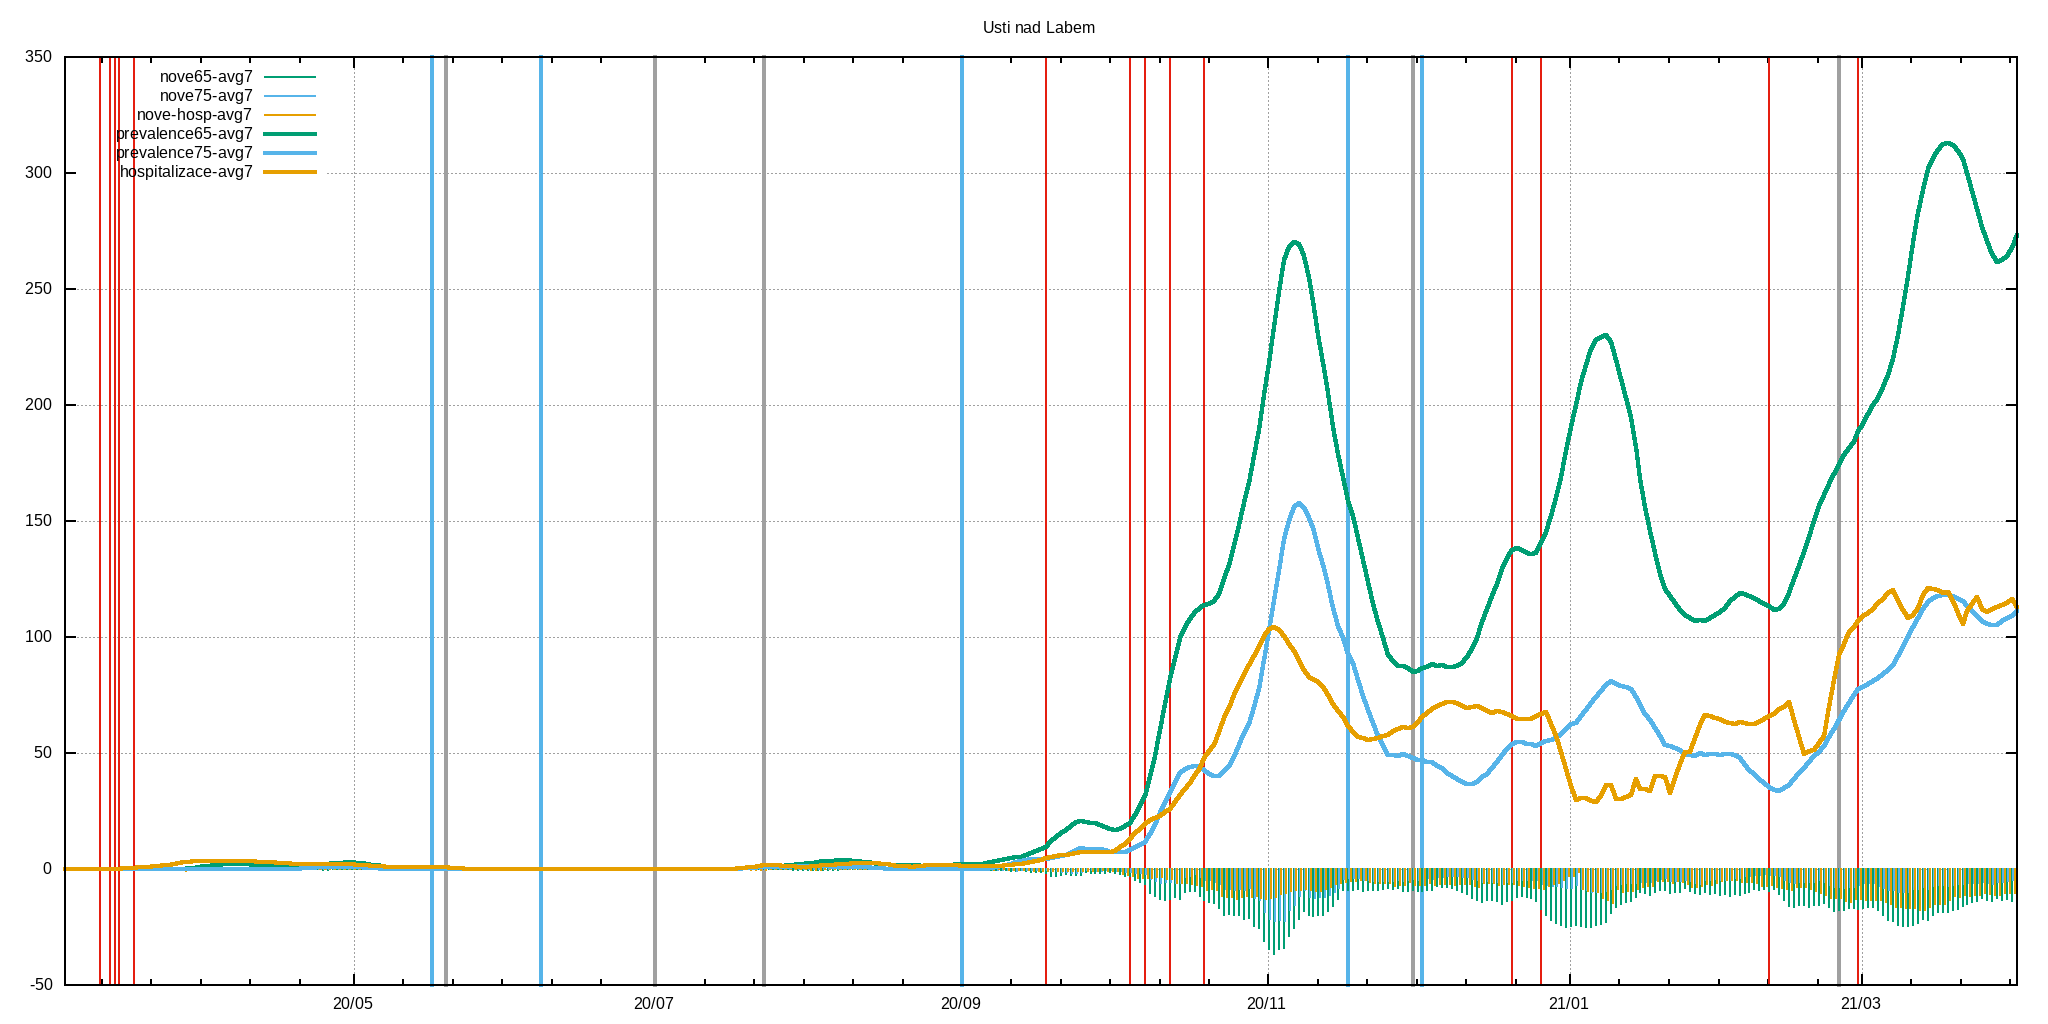 Usti nad Labem
350
300
250
200
150
100
50
0
-50
nove65-avg7
nove75-avg7
nove-hosp-avg7
prevalence65-avg7
prevalence75-avg7
hospitalizace-avg7
20/05
20/07
20/09
20/11
21/01
21/03